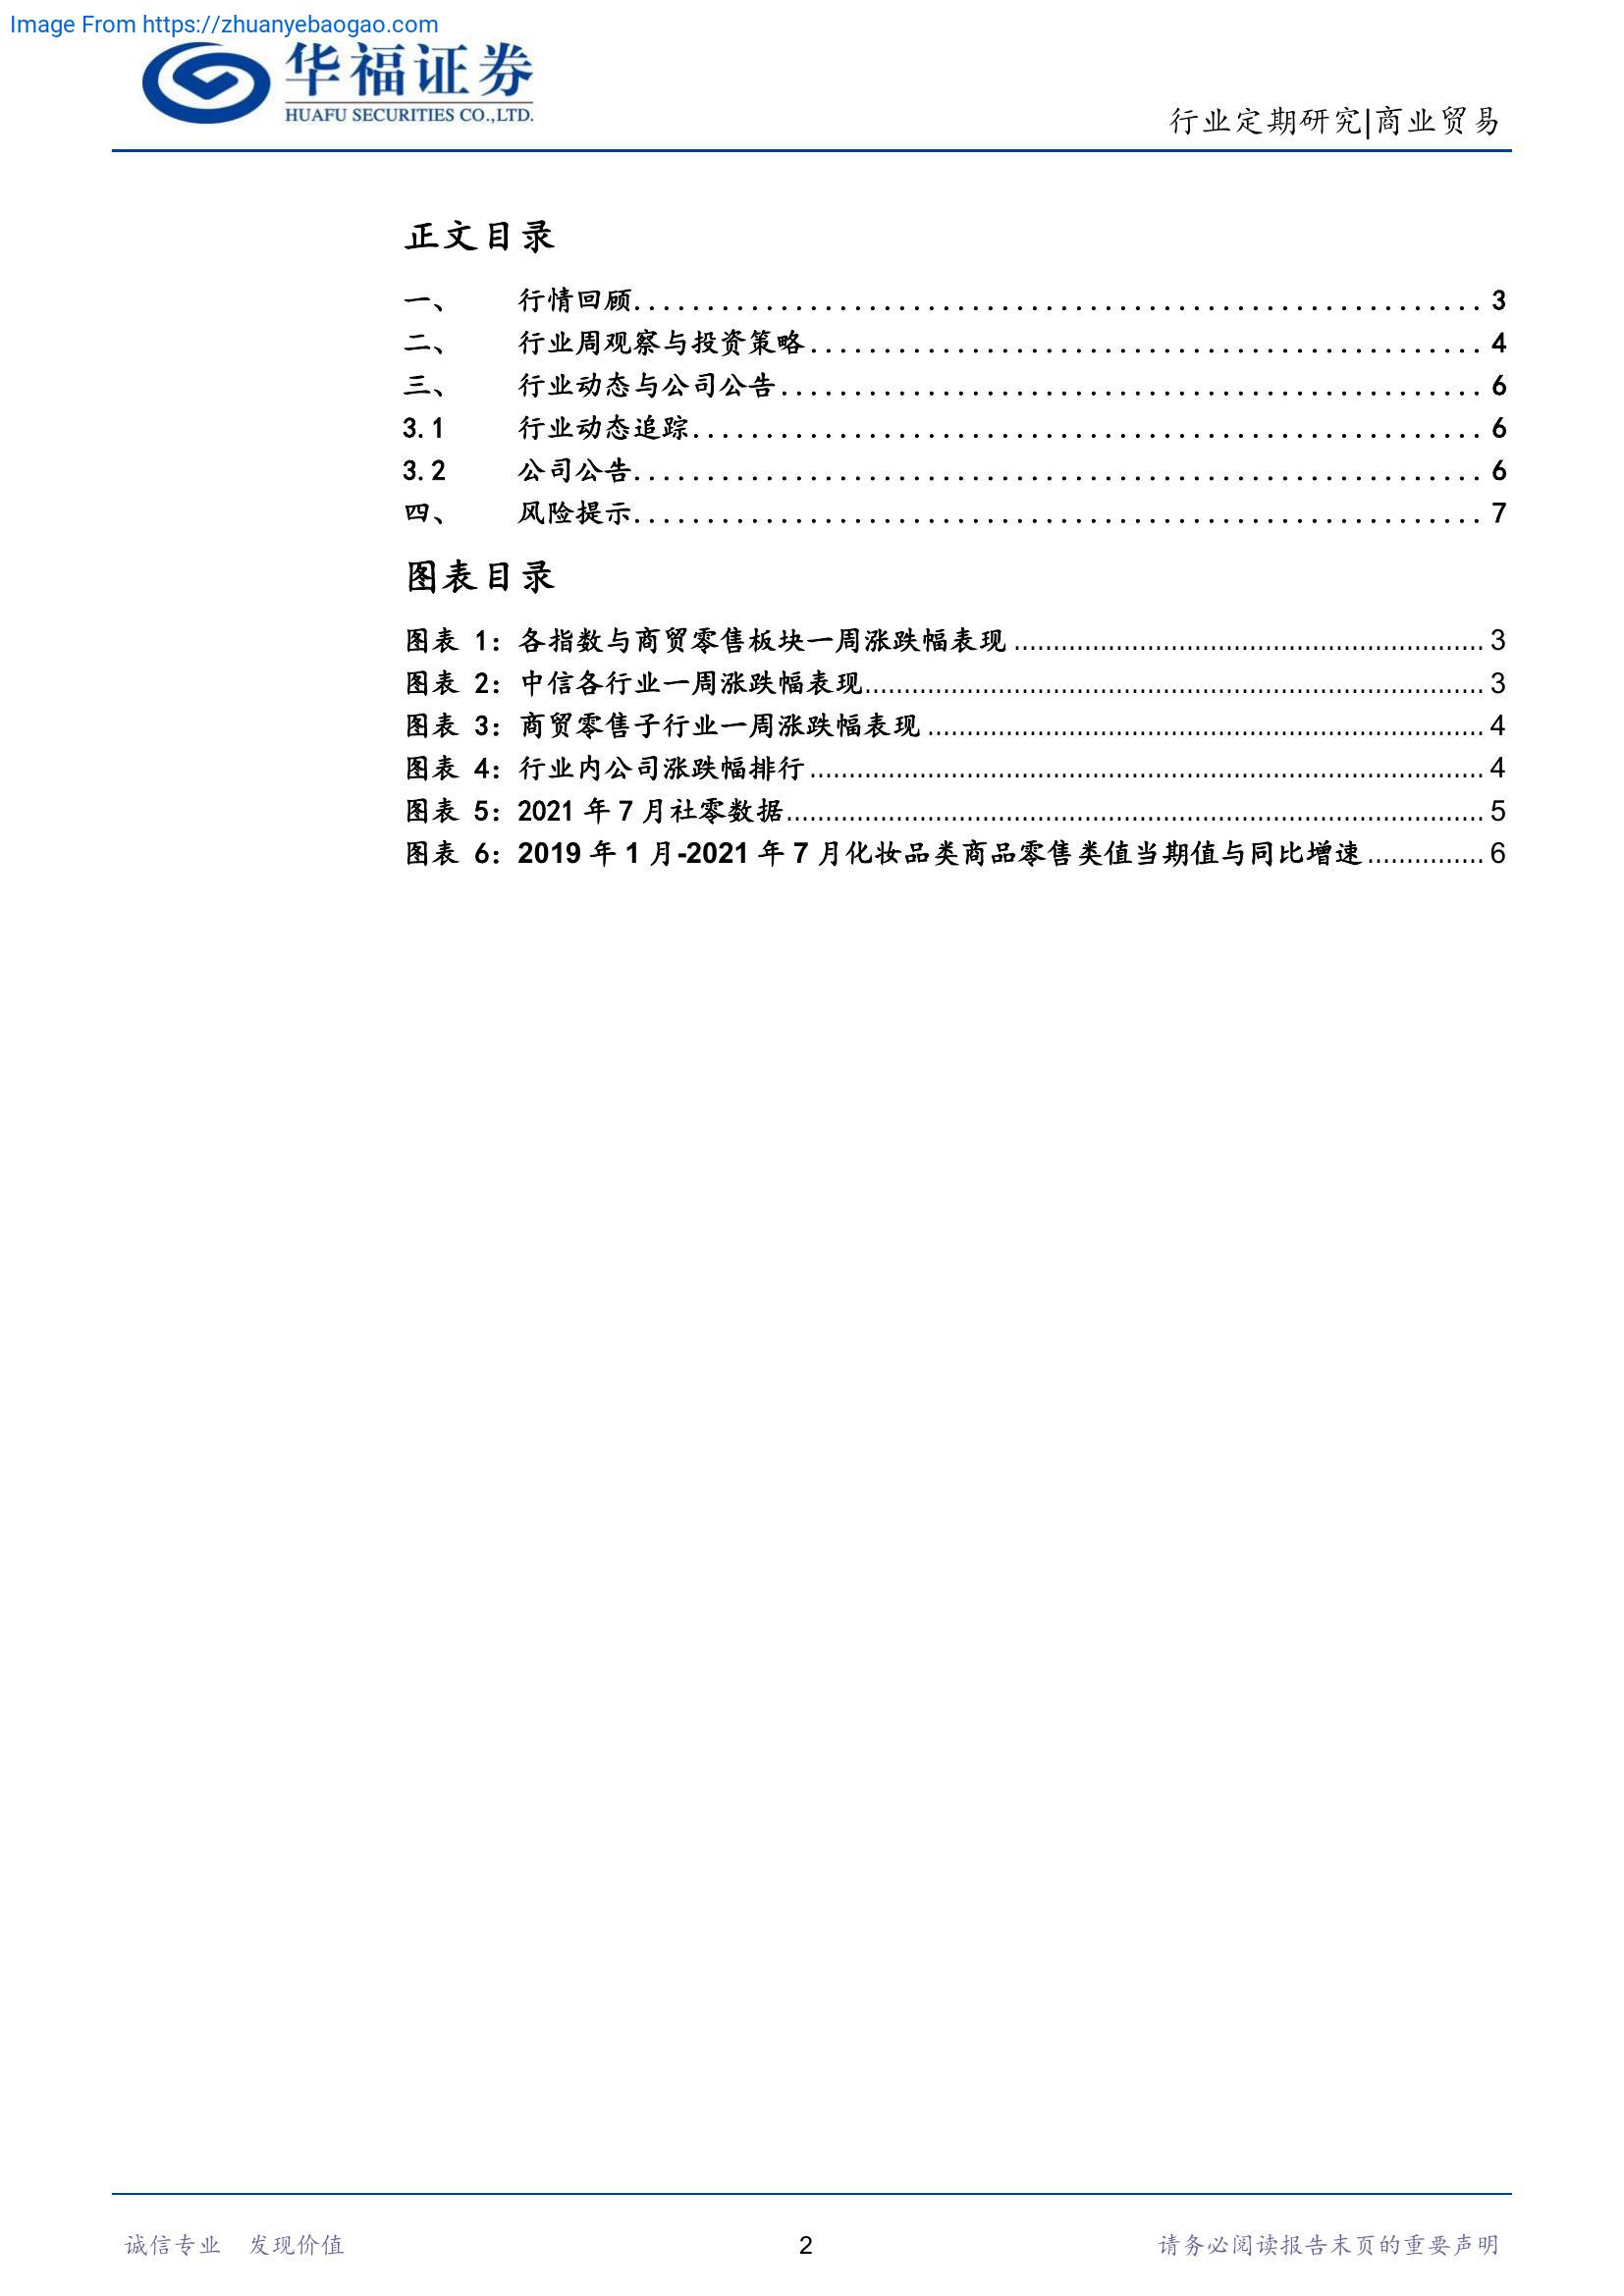 Image From https://zhuanyebaogao.com
华福证券
HUAFU SECURITIES CO.,LTD.
行业定期研究|商业贸易
正文目录
一、 行情回顾........................................................... 3
二、 行业周观察与投资策略............................................... 4
三、 行业动态与公司公告................................................. 6
3.1 行业动态追踪....................................................... 6
3.2 公司公告........................................................... 6
四、 风险提示........................................................... 7
图表目录
图表 1：各指数与商贸零售板块一周涨跌幅表现............................................................ 3
图表 2：中信各行业一周涨跌幅表现............................................................................... 3
图表 3：商贸零售子行业一周涨跌幅表现....................................................................... 4
图表 4：行业内公司涨跌幅排行...................................................................................... 4
图表 5：2021 年 7 月社零数据......................................................................................... 5
图表 6：2019 年 1 月-2021 年 7 月化妆品类商品零售类值当期值与同比增速............... 6
诚信专业 发现价值
2
请务必阅读报告末页的重要声明